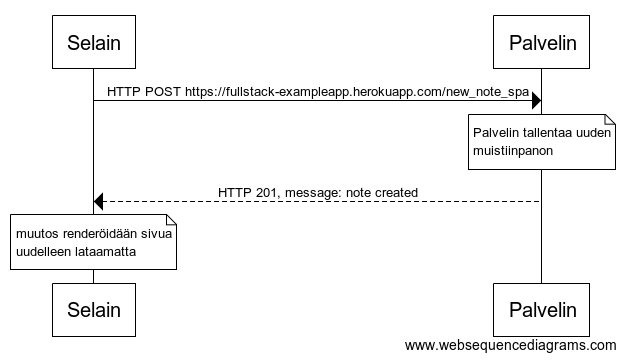 Selain
Palvelin
HTTP POST https://fullstack-exampleapp.herokuapp.com/new_note_spa
Palvelin tallentaa uuden
muistiinpanon
HTTP 201, message: note created
muutos renderöidään sivua
uudelleen lataamatta
Selain
Palvelin
www.websequencediagrams.com